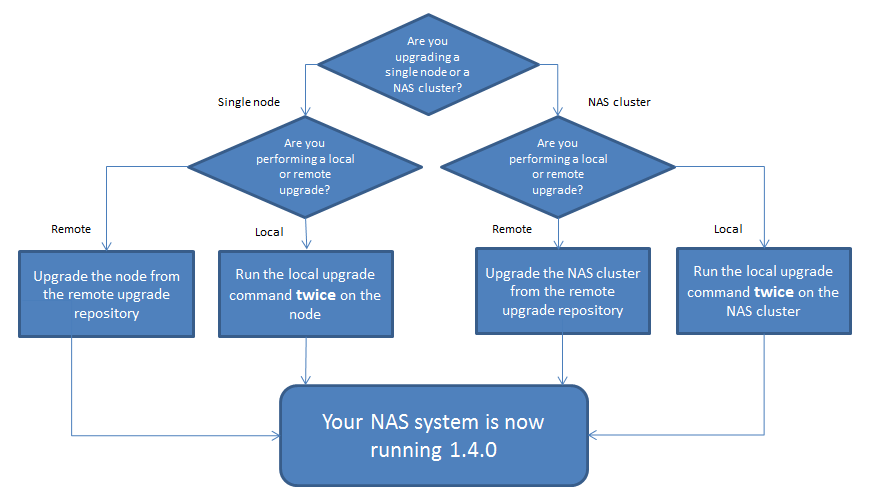 Are you
upgrading a
single node or a
NAS cluster?
Single node
NAS cluster
Are you
performing a local
or remote
upgrade?
Are you
performing a local
or remote
upgrade?
Remote
Local
Remote
Local
Upgrade the node from
the remote upgrade
repository
Run the local upgrade
command twice on the
node
Upgrade the NAS cluster
from the remote
upgrade repository
Run the local upgrade
command twice on the
NAS cluster
Your NAS system is now
running 1.4.0